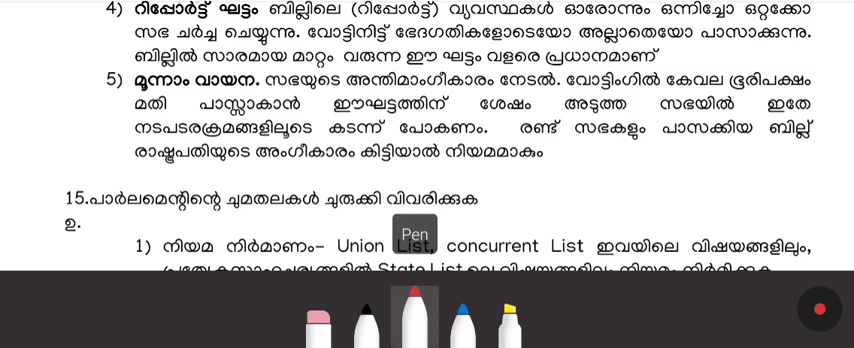 4) റിപ്പോർട്ട് ഘട്ടം ബില്ലിലെ (റിപ്പോർട്ട്) വ്യവസ്ഥകൾ ഓരോന്നും ഒന്നിച്ചോ ഒറ്റക്കോ
സഭ ചർച്ച ചെയ്യുന്നു. വോട്ടിനിട്ട് ഭേദഗതികളോടെയോ അല്ലാതെയോ പാസാക്കുന്നു.
ബില്ലിൽ സാരമായ മാറ്റം വരുന്ന ഈ ഘട്ടം വളരെ പ്രധാനമാണ്
5) മൂന്നാം വായന. സഭയുടെ അന്തിമാംഗീകാരം നേടൽ. വോട്ടിംഗിൽ കേവല ഭൂരിപക്ഷം
മതി പാസ്സാകാൻ ഈഘട്ടത്തിന് ശേഷം അടുത്ത സഭയിൽ ഇതേ
നടപടരക്രമങ്ങളിലൂടെ കടന്ന് പോകണം. രണ്ട് സഭകളും പാസക്കിയ ബില്ല്
രാഷ്ട്രപതിയുടെ അംഗീകാരം കിട്ടിയാൽ നിയമമാകും
15.പാർലമെന്റിന്റെ ചുമതലകൾ ചുരുക്കി വിവരിക്കുക
ഉ.
Pen
1) നിയമ നിർമാണം– Union List, concurrent List ഇവയിലെ വിഷയങ്ങളിലും,
State List